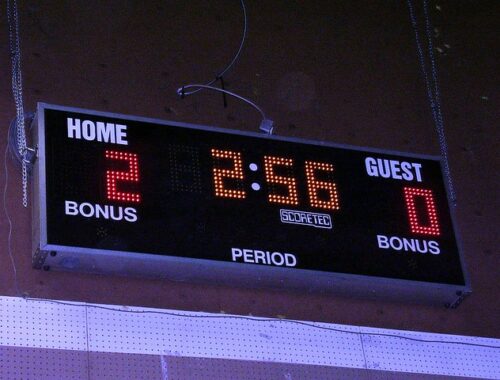 HOME
2
BONUS
2:56
SCORETEC
PERIOD
GUEST
0
BONUS